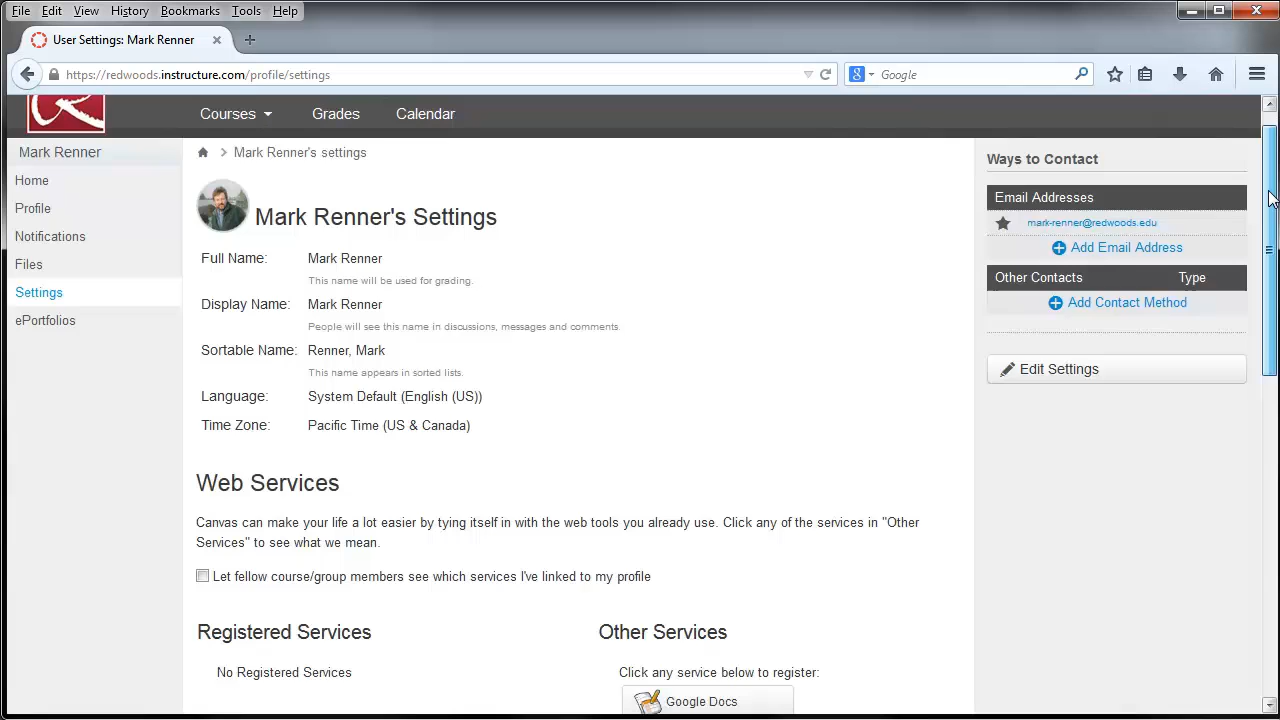 File Edit View History Bookmarks Tools Help
User Settings: Mark Renner
https://redwoods.instructure.com/profile/settings
Google
Courses Grades Calendar
Mark Renner
Home
Profile
Notifications
Files
Settings
ePortfolios
Mark Renner's settings
Mark Renner's Settings
Full Name: Mark Renner
This name will be used for grading.
Display Name: Mark Renner
People will see this name in discussions, messages and comments.
Sortable Name: Renner, Mark
This name appears in sorted lists.
Language: System Default (English (US))
Time Zone: Pacific Time (US & Canada)
Web Services
Canvas can make your life a lot easier by tying itself in with the web tools you already use. Click any of the services in "Other
Services" to see what we mean.
Let fellow course/group members see which services I've linked to my profile
Registered Services
No Registered Services
Other Services
Click any service below to register:
Google Docs
Ways to Contact
Email Addresses
mark-renner@redwoods.edu
Add Email Address
Other Contacts Type
Add Contact Method
Edit Settings